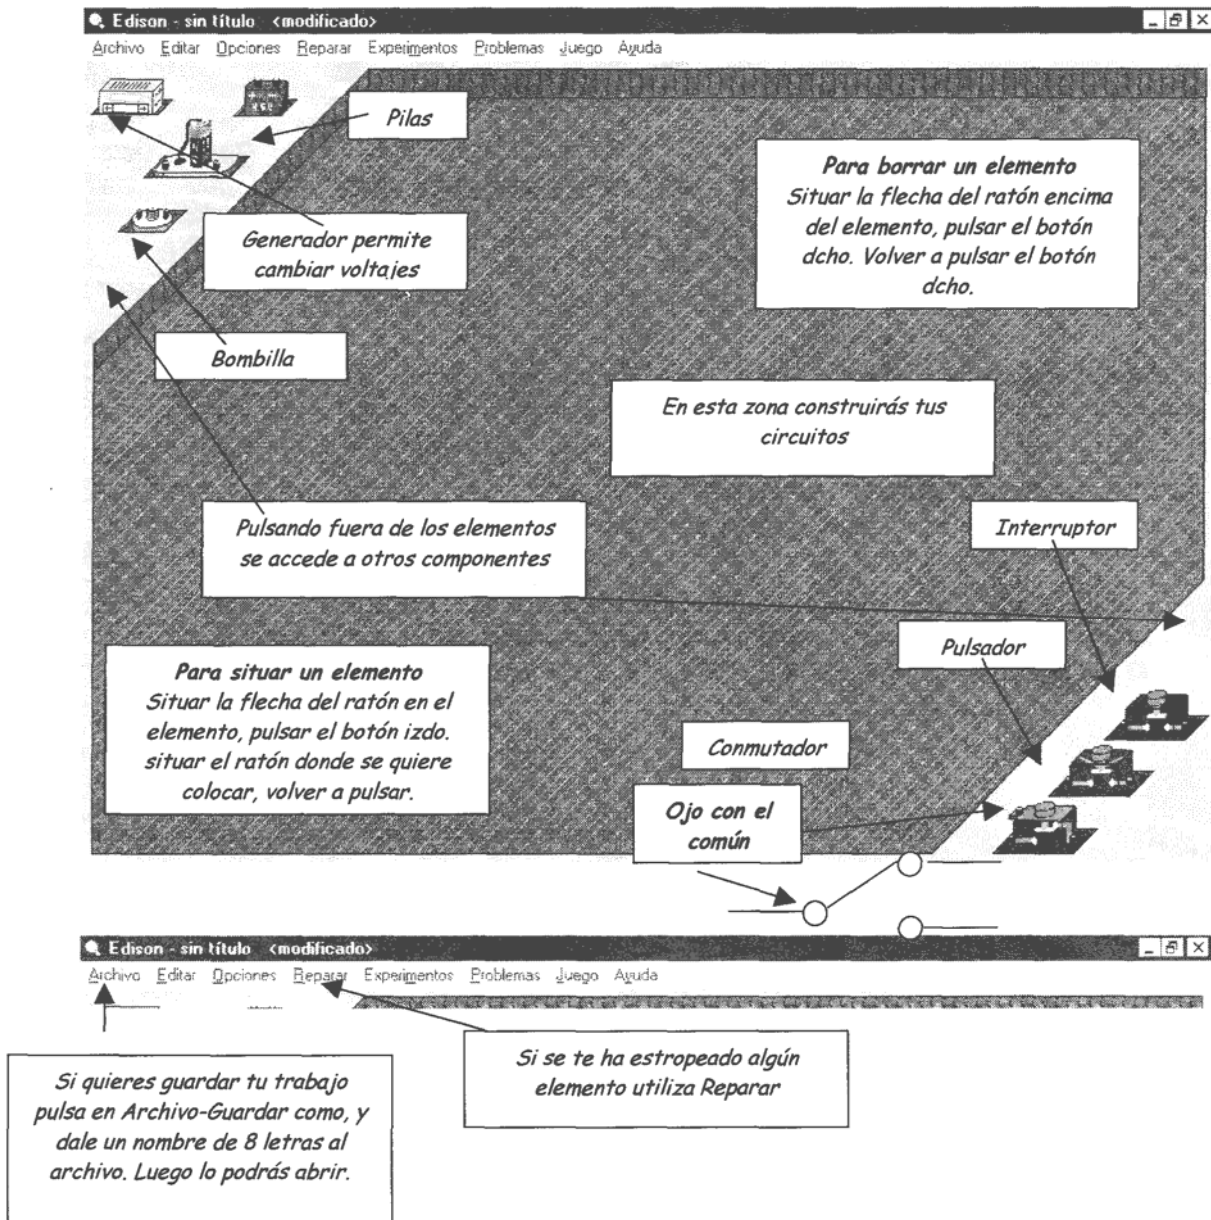 Edison - sin título <modificado>
Archivo Editar Opciones Reparar Experimentos Problemas Juego Ayuda
Pilas
Para borrar un elemento
Situar la flecha del ratón encima
del elemento, pulsar el botón
dcho. Volver a pulsar el botón
dcho.
Generador permite
cambiar voltajes
Bombilla
En esta zona construirás tus
circuitos
Pulsando fuera de los elementos
se accede a otros componentes
Interruptor
Pulsador
Para situar un elemento
Situar la flecha del ratón en el
elemento, pulsar el botón izdo.
situar el ratón donde se quiere
colocar, volver a pulsar.
Conmutador
Ojo con el
común
Edison - sin título <modificado>
Archivo Editar Opciones Reparar Experimentos Problemas Juego Ayuda
Si quieres guardar tu trabajo
pulsa en Archivo-Guardar como, y
dale un nombre de 8 letras al
archivo. Luego lo podrás abrir.
Si se te ha estropeado algún
elemento utiliza Reparar